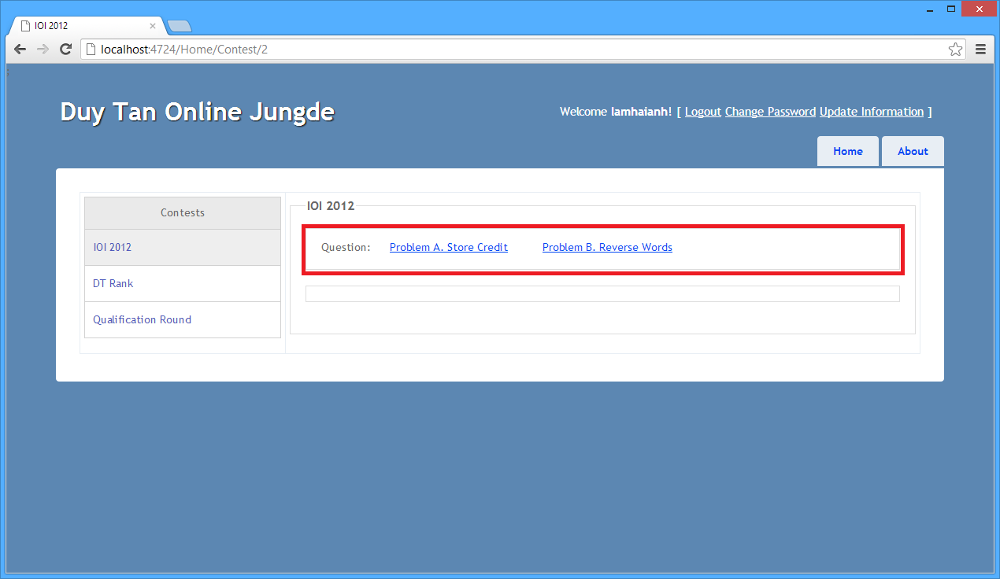 IOI 2012
localhost:4724/Home/Contest/2
Duy Tan Online Jungde
Welcome lamhaianh! [ Logout Change Password Update Information ]
Home About
Contests
IOI 2012
DT Rank
Qualification Round
IOI 2012
Question: Problem A. Store Credit Problem B. Reverse Words